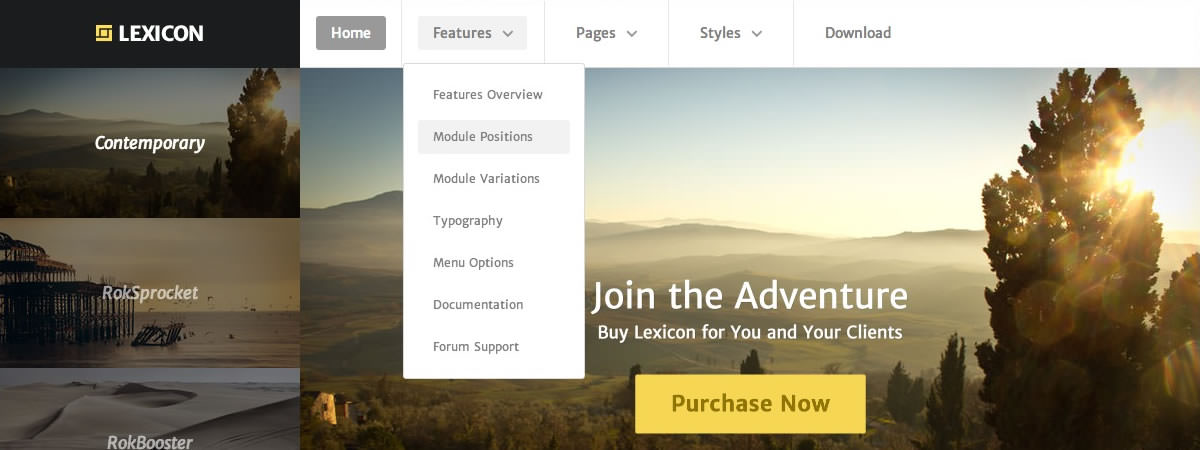 LEXICON
Home
Features
Pages
Styles
Download
Contemporary
RokSprocket
RokBooster
Features Overview
Module Positions
Module Variations
Typography
Menu Options
Documentation
Forum Support
Join the Adventure
Buy Lexicon for You and Your Clients
Purchase Now